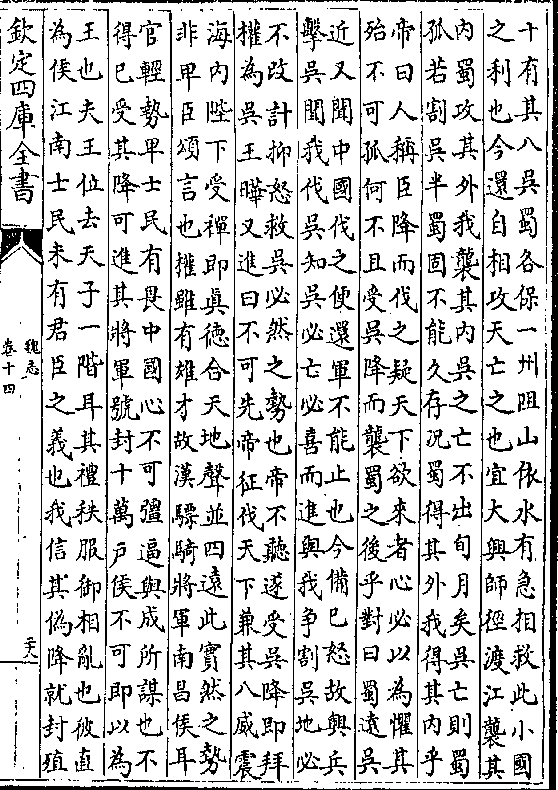 十有其八吳蜀各保一州阻山依水有急相救此小國
之利也今還自相攻天亡之也宜大興師徑渡江襲其
内蜀攻其外我襲其内吳之亡不出旬月矣吳亡則蜀
孤若割吳半蜀固不能久存况蜀得其外我得其内乎
帝曰人稱臣降而伐之疑天下欲來者心必以為懼其
殆不可孤何不且受吳降而襲蜀之後乎對曰蜀遠吳
近又聞中國伐之便還軍不能止也今備已怒故興兵
擊吳聞我伐吳知吳必亡必喜而進與我争割吳地必
不改計抑怒救吳必然之勢也帝不聽遂受吳降即拜
權為吳王曄又進曰不可先帝征伐天下兼其八威震
海内陛下受禪即真徳合天地聲並四遠此實然之勢
非卑臣頌言也權雖有雄才故漢驃騎將軍南昌侯耳
官輕勢卑士民有畏中國心不可彊逼與成所謀也不
得已受其降可進其將軍號封十萬户侯不可即以為
王也夫王位去天子一階耳其禮秩服御相亂也彼直
為侯江南士民未有君臣之義也我信其偽降就封殖
欽定四庫全書
魏志
卷十四